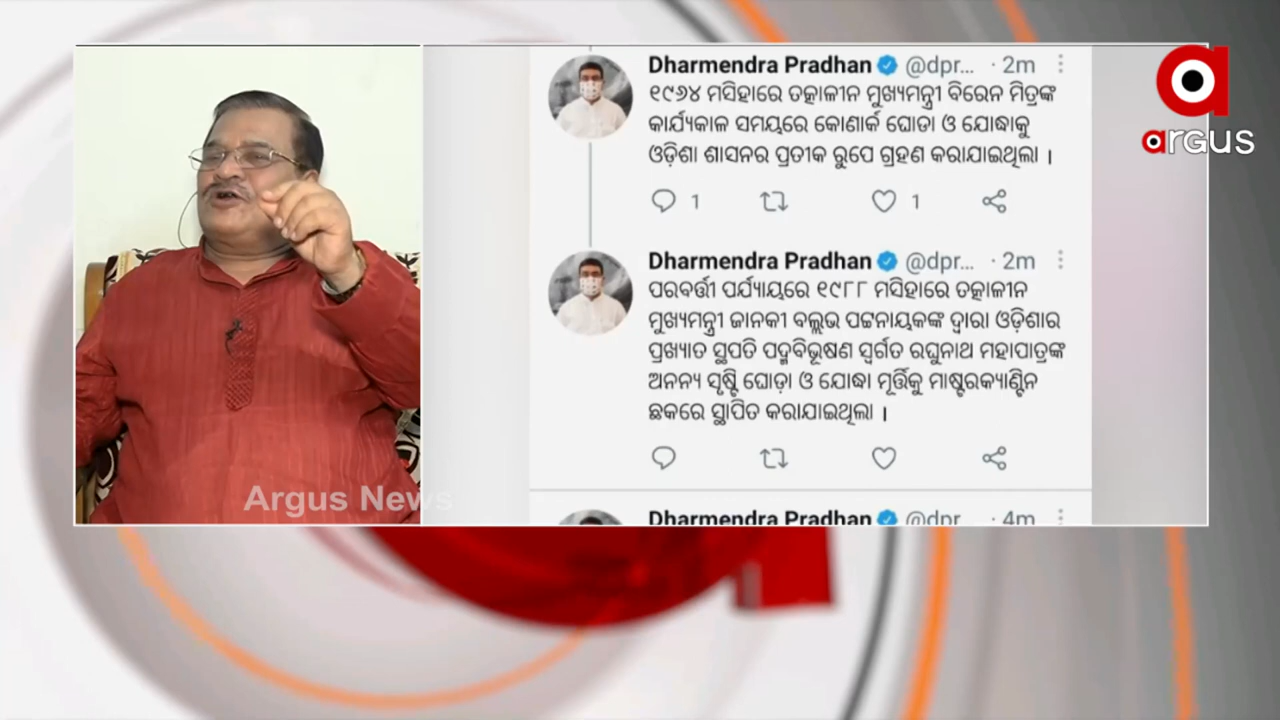 Dharmendra Pradhan @dpr... · 2m
୧୯୬୪ ମସିହାରେ ତତ୍କାଳୀନ ମୁଖ୍ୟମନ୍ତ୍ରୀ ବିରେନ ମିତ୍ରଙ୍କ
କାର୍ଯ୍ୟକାଳ ସମୟରେ କୋଣାର୍କ ଘୋଡା ଓ ଯୋଦ୍ଧାକୁ
ଓଡ଼ିଶା ଶାସନର ପ୍ରତୀକ ରୁପେ ଗ୍ରହଣ କରାଯାଇଥିଲା ।
1 1
Dharmendra Pradhan @dpr... · 2m
ପରବର୍ତ୍ତୀ ପର୍ଯ୍ୟାୟରେ ୧୯୮୮ ମସିହାରେ ତତ୍କାଳୀନ
ମୁଖ୍ୟମନ୍ତ୍ରୀ ଜାନକୀ ବଲ୍ଲଭ ପଟ୍ଟନାୟକଙ୍କ ଦ୍ୱାରା ଓଡ଼ିଶାର
ପ୍ରଖ୍ୟାତ ସ୍ଥପତି ପଦ୍ମବିଭୂଷଣ ସ୍ୱର୍ଗତ ରଘୁନାଥ ମହାପାତ୍ରଙ୍କ
ଅନନ୍ୟ ସୃଷ୍ଟି ଘୋଡ଼ା ଓ ଯୋଦ୍ଧା ମୂର୍ତ୍ତିକୁ ମାଷ୍ଟରକ୍ୟାଣ୍ଟିନ
ଛକରେ ସ୍ଥାପିତ କରାଯାଇଥିଲା ।
Dharmendra Pradhan @dpr... · 4m
argus
Argus News